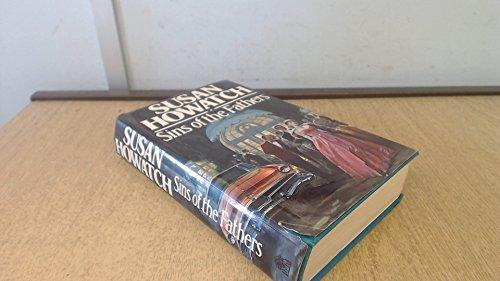 SUSAN
HOWATCH
Sins of the Fathers
SUSAN
HOWATCH
Sins of the Fathers